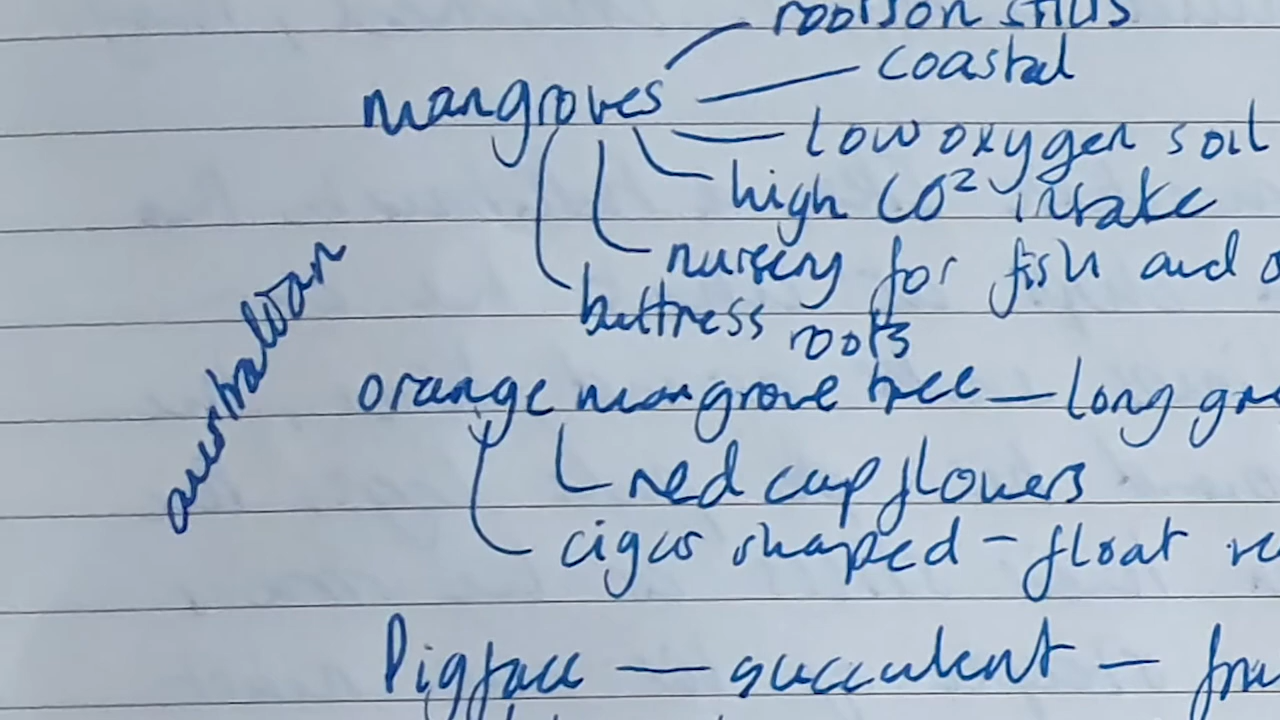 roots on stilts
mangroves
coastal
low oxygen soil
high CO² intake
nursery for fish and
buttress roots
australian
orange mangrove tree — long
red cup flowers
cigar shaped - float
Pigface — succulent —